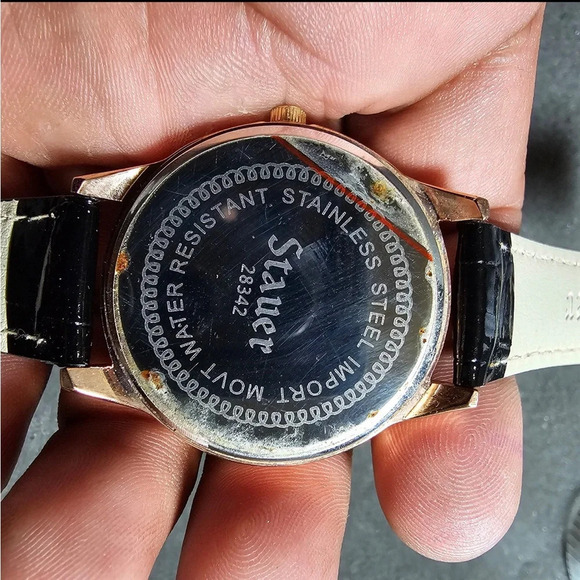 WATER RESISTANT STAINLESS STEEL IMPORT MOVT
Stauer
28342